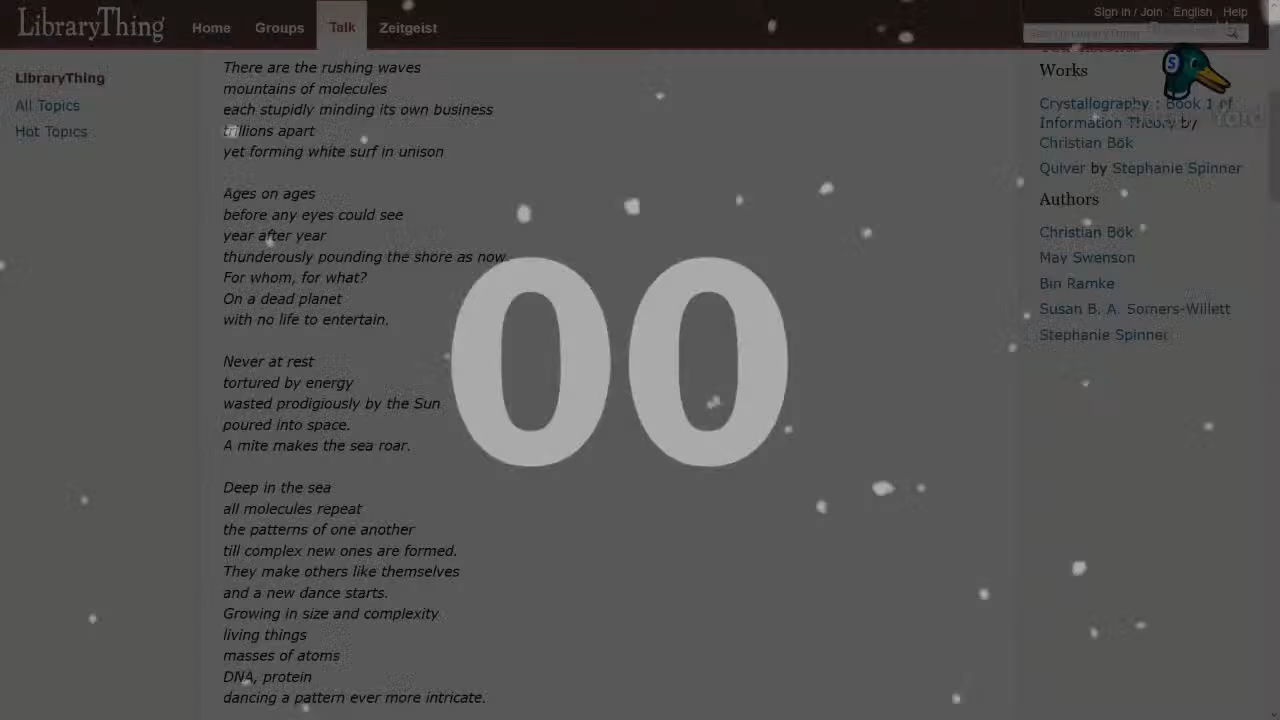 LibraryThing
Home Groups Talk Zeitgeist
Sign in / Join English Help
LibraryThing
All Topics
Hot Topics
There are the rushing waves
mountains of molecules
each stupidly minding its own business
trillions apart
yet forming white surf in unison
Ages on ages
before any eyes could see
year after year
thunderously pounding the shore as now.
For whom, for what?
On a dead planet
with no life to entertain.
Never at rest
tortured by energy
wasted prodigiously by the Sun
poured into space.
A mite makes the sea roar.
Deep in the sea
all molecules repeat
the patterns of one another
till complex new ones are formed.
They make others like themselves
and a new dance starts.
Growing in size and complexity
living things
masses of atoms
DNA, protein
dancing a pattern ever more intricate.
00
S
Works
Crystallography : Book 1 of
Information Theory by
Christian Bök
Quiver by Stephanie Spinner
Authors
Christian Bök
May Swenson
Bin Ramke
Susan B. A. Somers-Willett
Stephanie Spinner